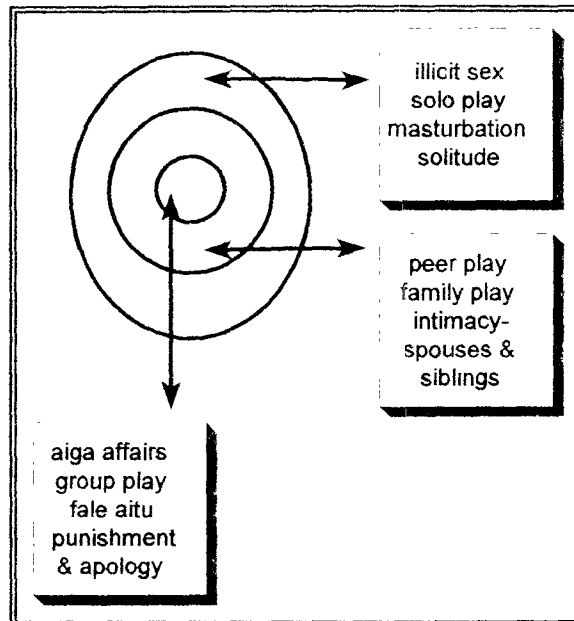 illicit sex
solo play
masturbation
solitude
peer play
family play
intimacy-
spouses &
siblings
aiga affairs
group play
fale aitu
punishment
& apology